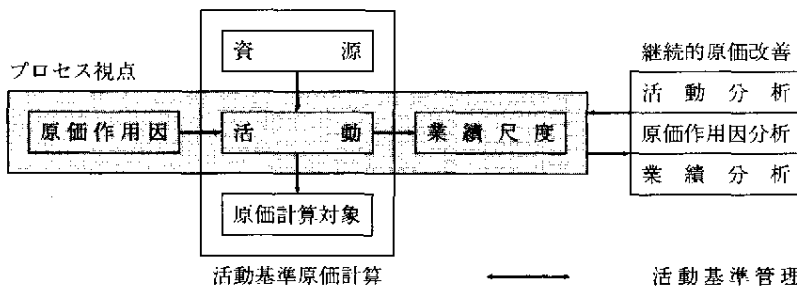 資源
継続的原価改善
プロセス視点
活動分析
原価作用因
活動
業績尺度
原価作用因分析
業績分析
原価計算対象
活動基準原価計算
活動基準管理